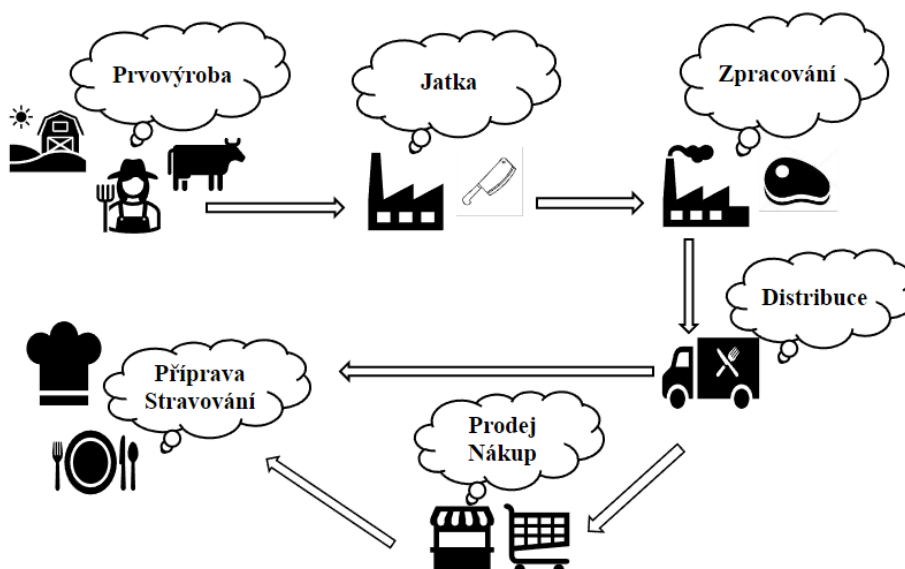 Prvovýroba
Jatka
Zpracování
Distribuce
Příprava
Stravování
Prodej
Nákup